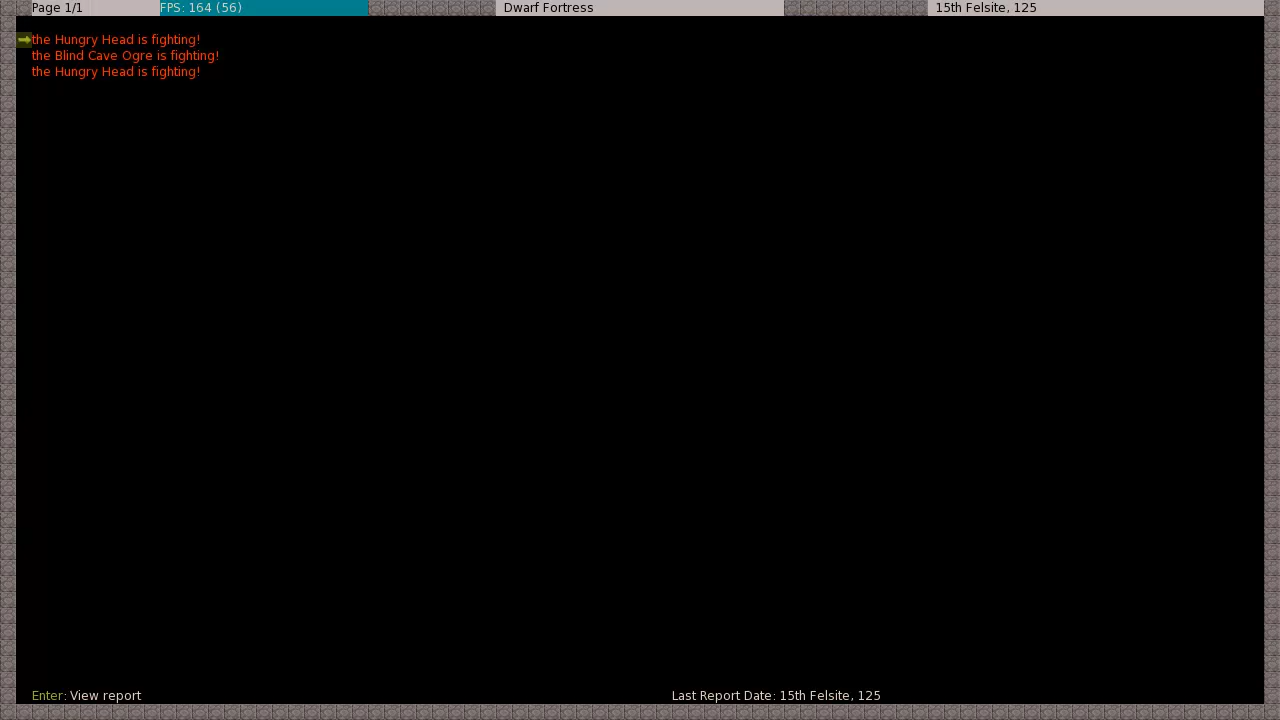 Page 1/1 FPS: 164 (56) Dwarf Fortress 15th Felsite, 125
the Hungry Head is fighting!
the Blind Cave Ogre is fighting!
the Hungry Head is fighting!
Enter: View report Last Report Date: 15th Felsite, 125